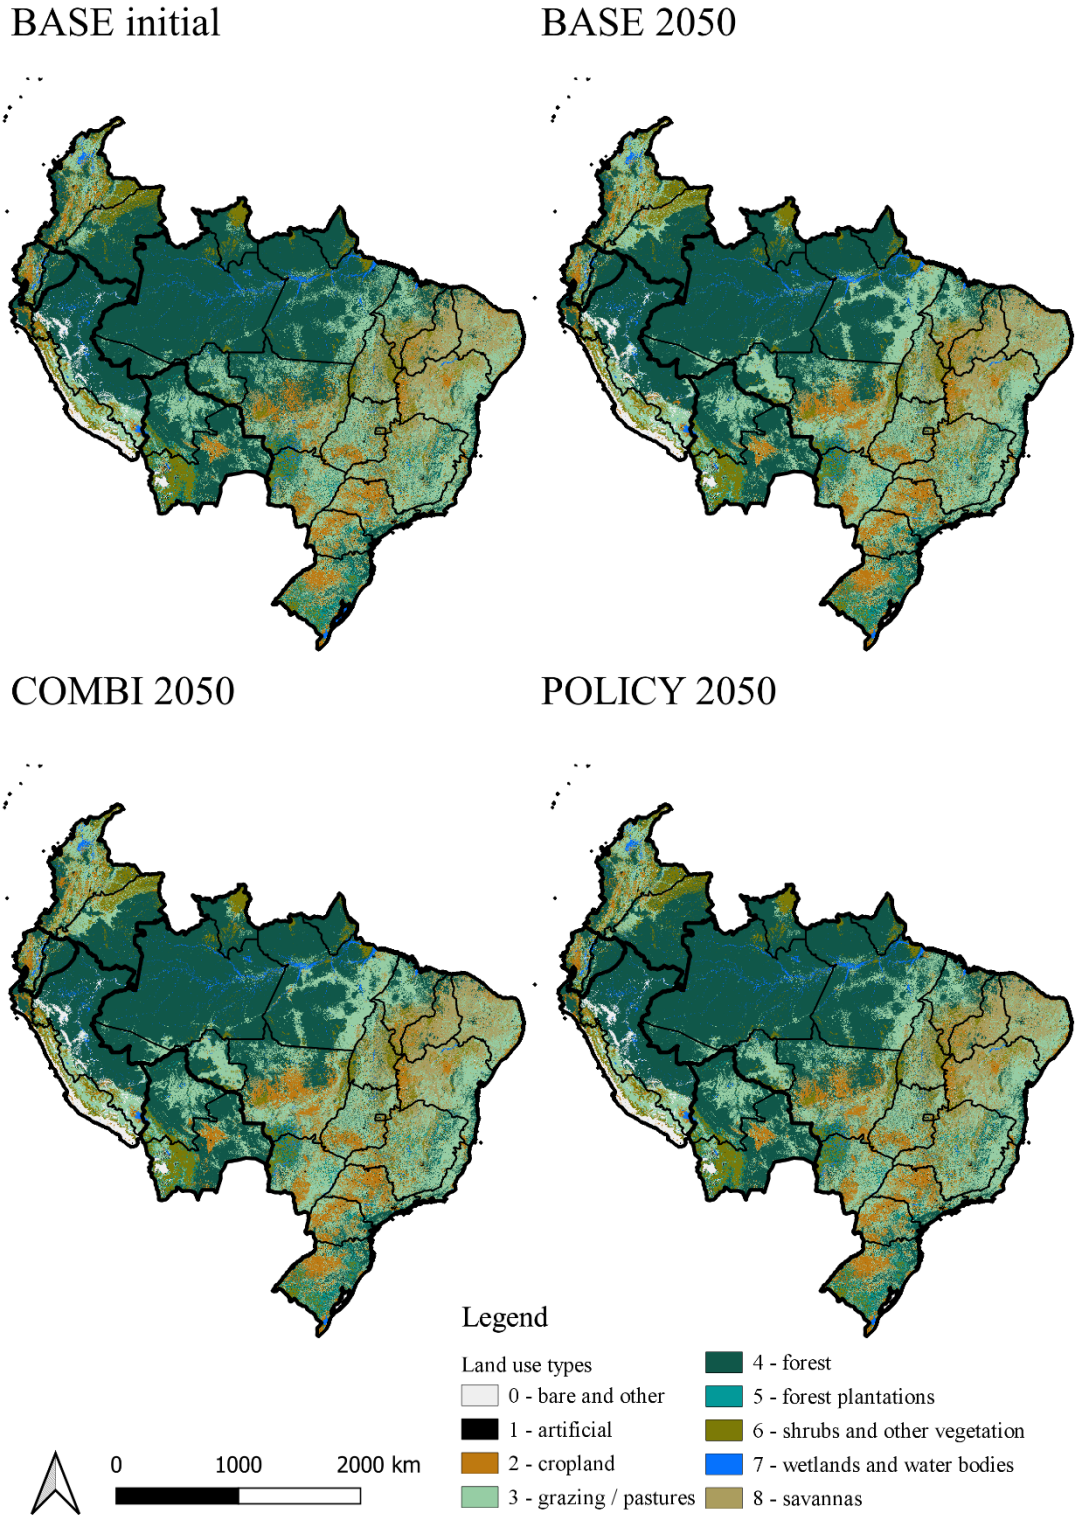 BASE initial
BASE 2050
COMBI 2050
POLICY 2050
Legend
Land use types
0 - bare and other
1 - artificial
2 - cropland
3 - grazing / pastures
4 - forest
5 - forest plantations
6 - shrubs and other vegetation
7 - wetlands and water bodies
8 - savannas
0 1000 2000 km